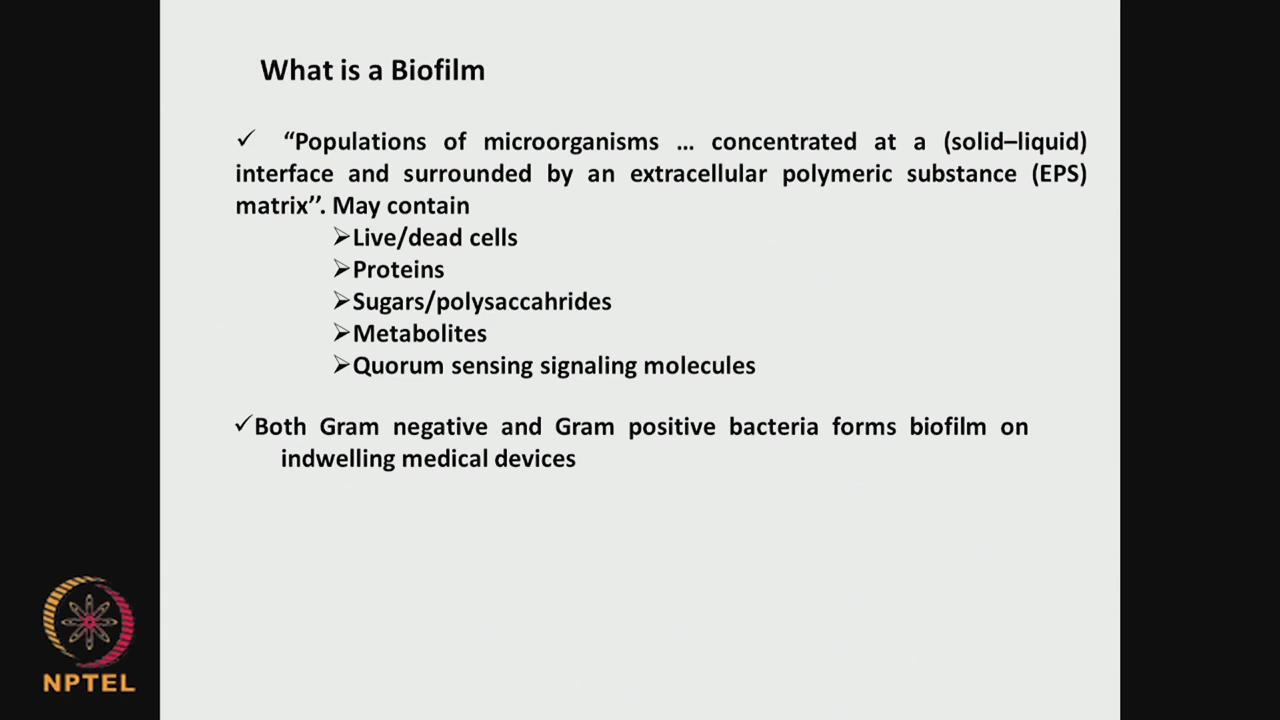 What is a Biofilm
✓ “Populations of microorganisms ... concentrated at a (solid–liquid)
interface and surrounded by an extracellular polymeric substance (EPS)
matrix’’. May contain
➢Live/dead cells
➢Proteins
➢Sugars/polysaccahrides
➢Metabolites
➢Quorum sensing signaling molecules
✓Both Gram negative and Gram positive bacteria forms biofilm on
indwelling medical devices
NPTEL